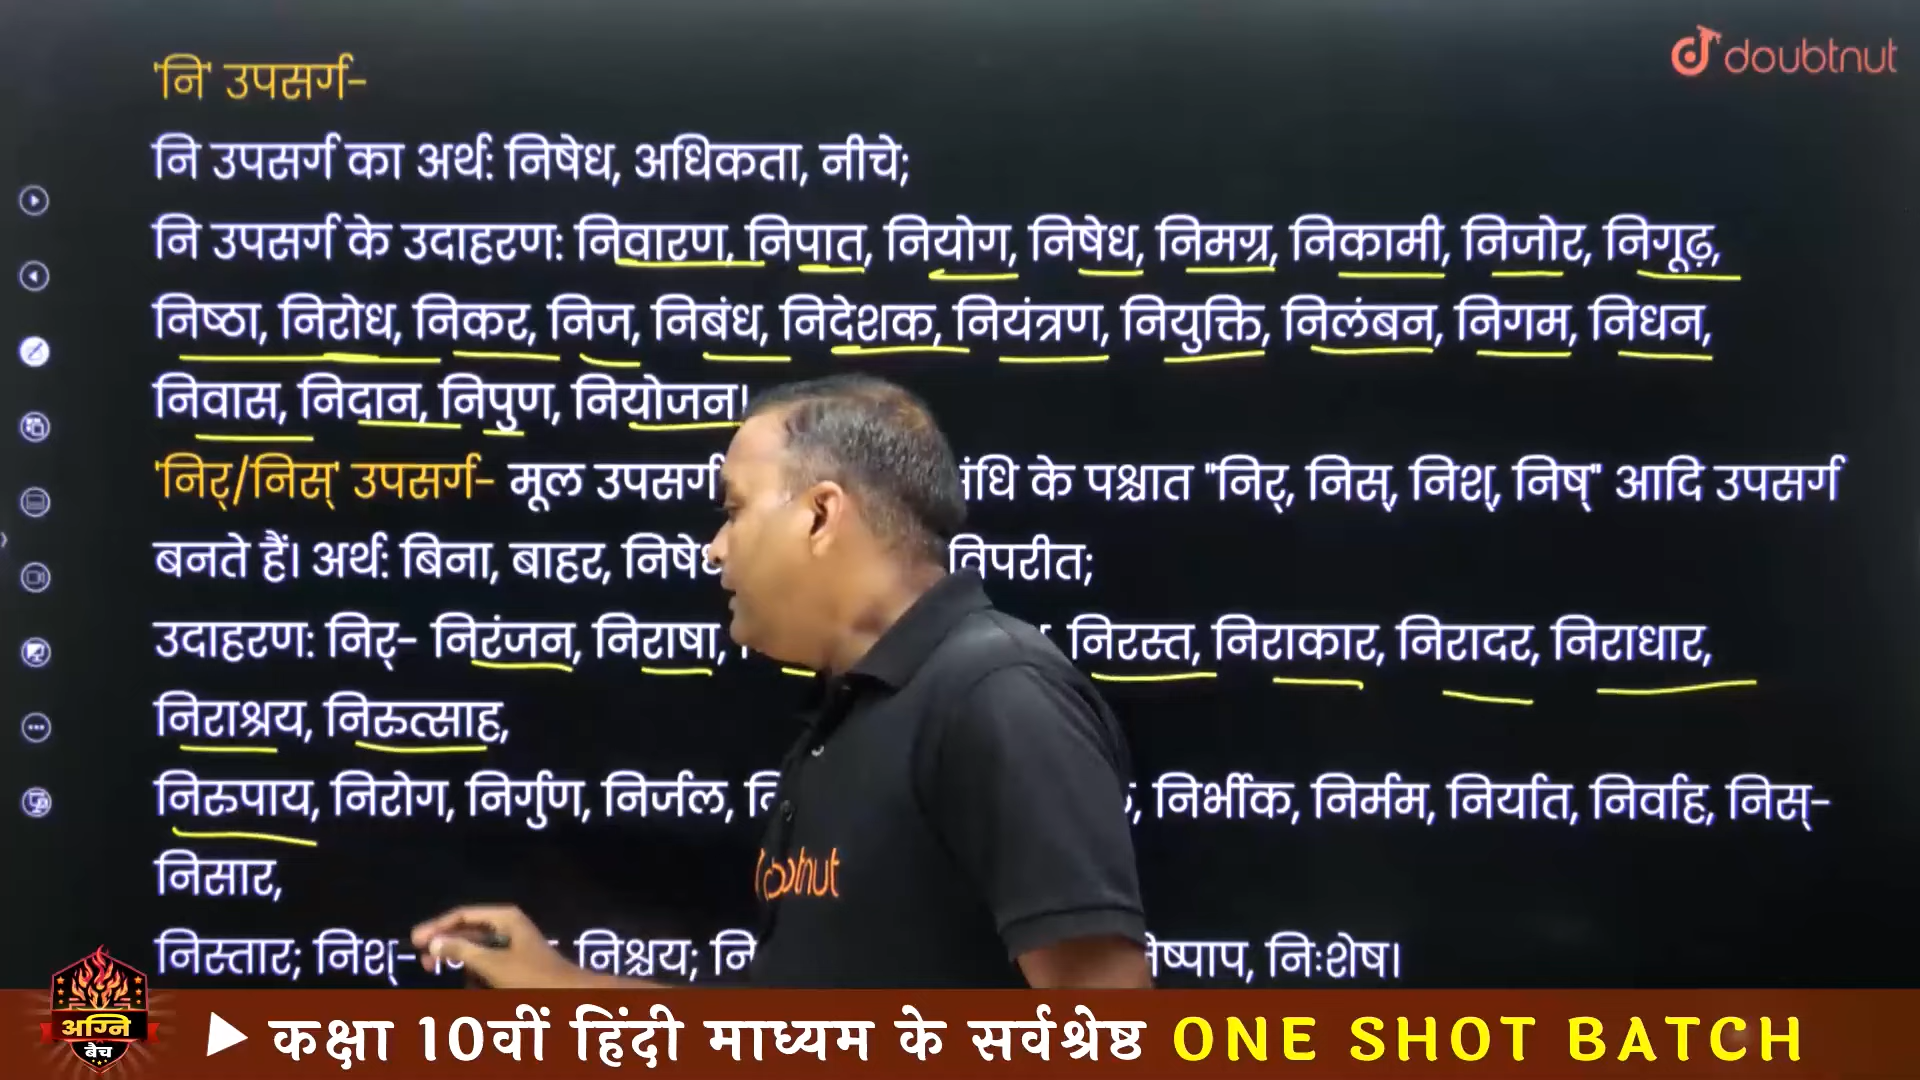 'नि' उपसर्ग-
doubtnut
नि उपसर्ग का अर्थ: निषेध, अधिकता, नीचे;
नि उपसर्ग के उदाहरण: निवारण, निपात, नियोग, निषेध, निमग्र, निकामी, निजोर, निगूढ़,
निष्ठा, निरोध, निकर, निज, निबंध, निदेशक, नियंत्रण, नियुक्ति, निलंबन, निगम, निधन,
निवास, निदान, निपुण, नियोजन।
'निर्/निस्' उपसर्ग- मूल उपसर्ग के पश्चात "निर्, निस्, निश्, निष्" आदि उपसर्ग
बनते हैं। अर्थ: बिना, बाहर, विपरीत;
उदाहरण: निर्- निरंजन, निराषा, निरस्त, निराकार, निरादर, निराधार,
निराश्रय, निरुत्साह,
निरुपाय, निरोग, निर्गुण, निर्जल, निर्भीक, निर्मम, निर्यात, निर्वाह, निस्-
निसार,
निस्तार; निश्- निश्चय; निःशेष।
अग्नि
बैच
कक्षा 10वीं हिंदी माध्यम के सर्वश्रेष्ठ ONE SHOT BATCH